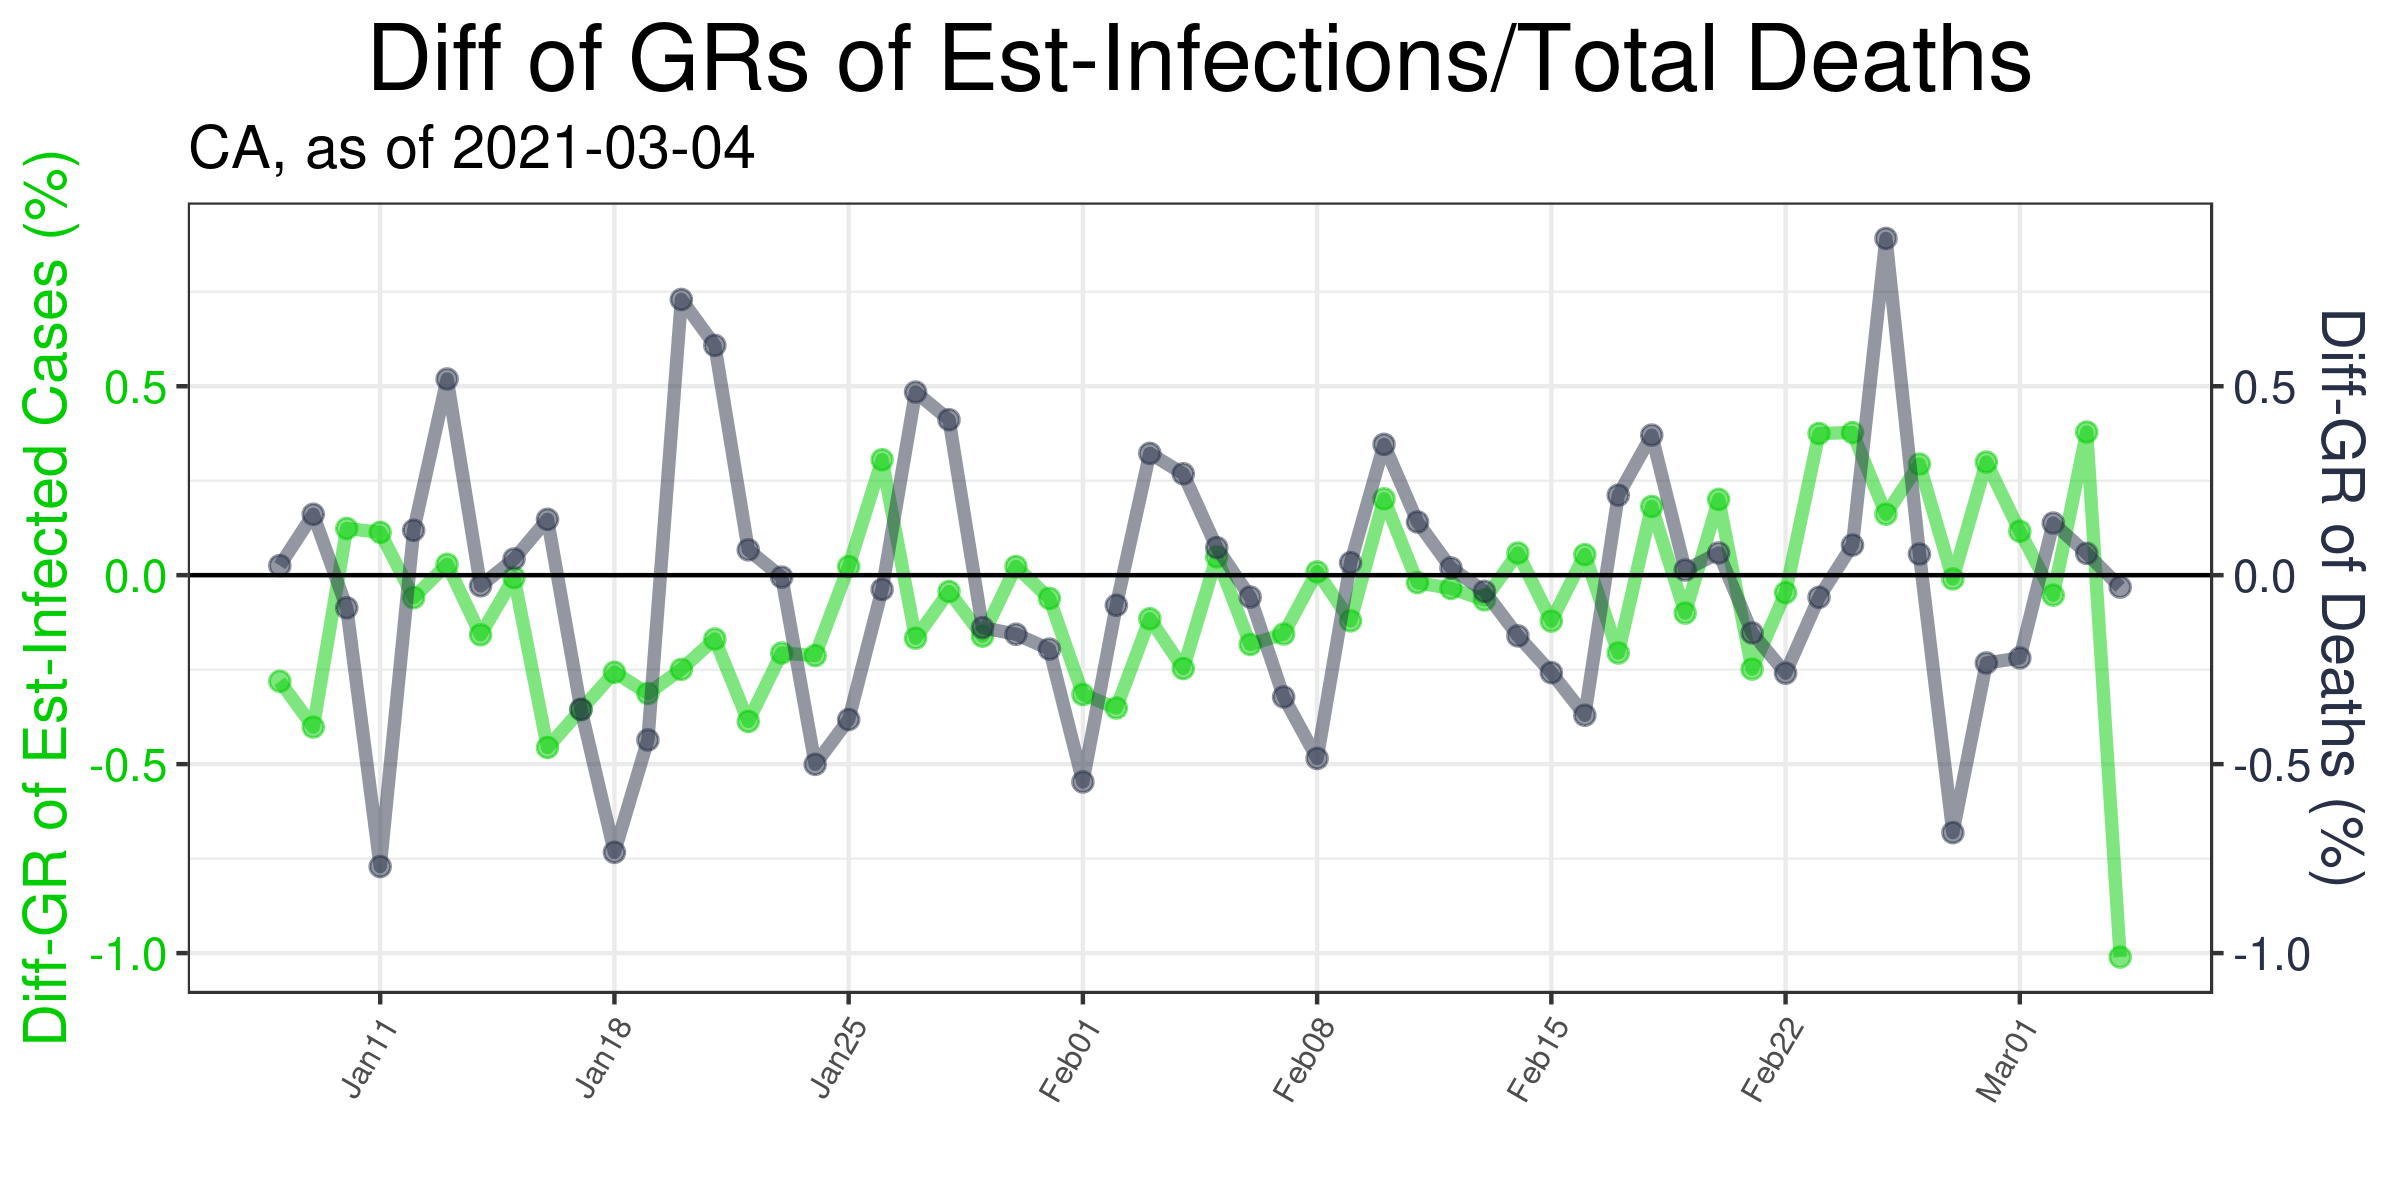 Diff of GRs of Est-Infections/Total Deaths
CA, as of 2021-03-04
Diff-GR of Est-Infected Cases (%)
0.5
0.0
-0.5
-1.0
0.5
0.0
-0.5
-1.0
Diff-GR of Deaths (%)
Jan11
Jan18
Jan25
Feb01
Feb08
Feb15
Feb22
Mar01